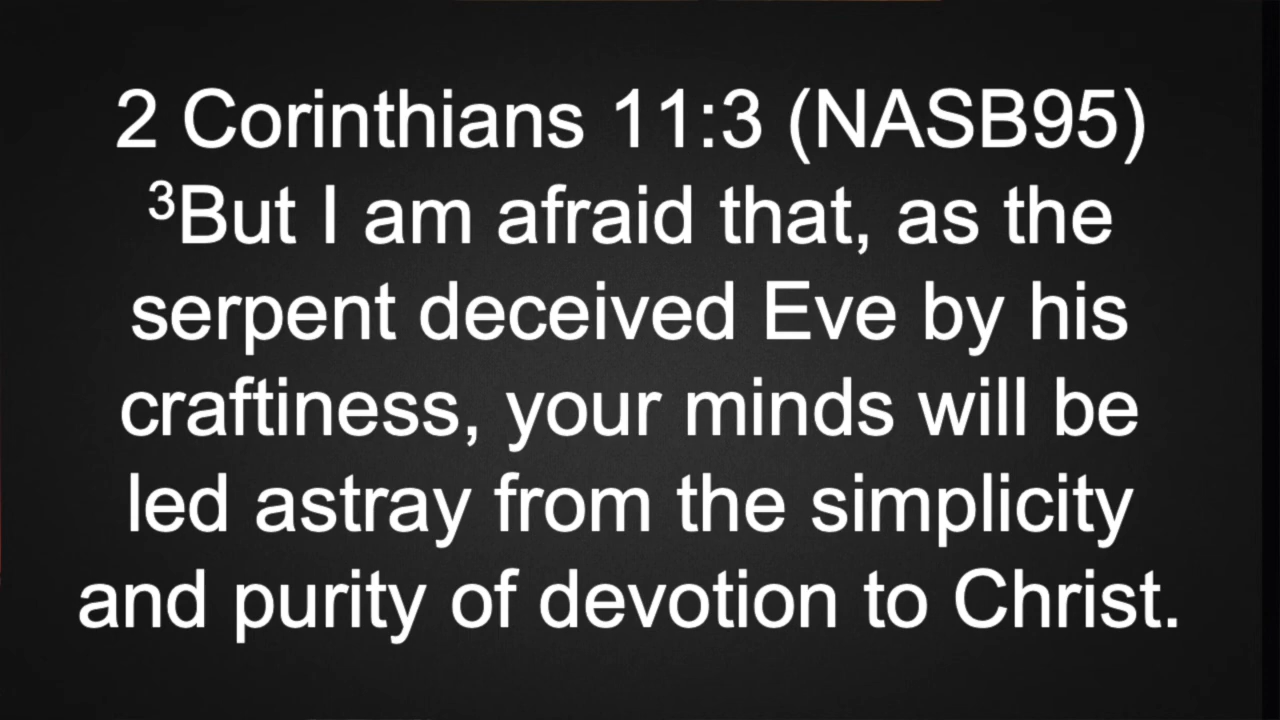 2 Corinthians 11:3 (NASB95)
³But I am afraid that, as the
serpent deceived Eve by his
craftiness, your minds will be
led astray from the simplicity
and purity of devotion to Christ.